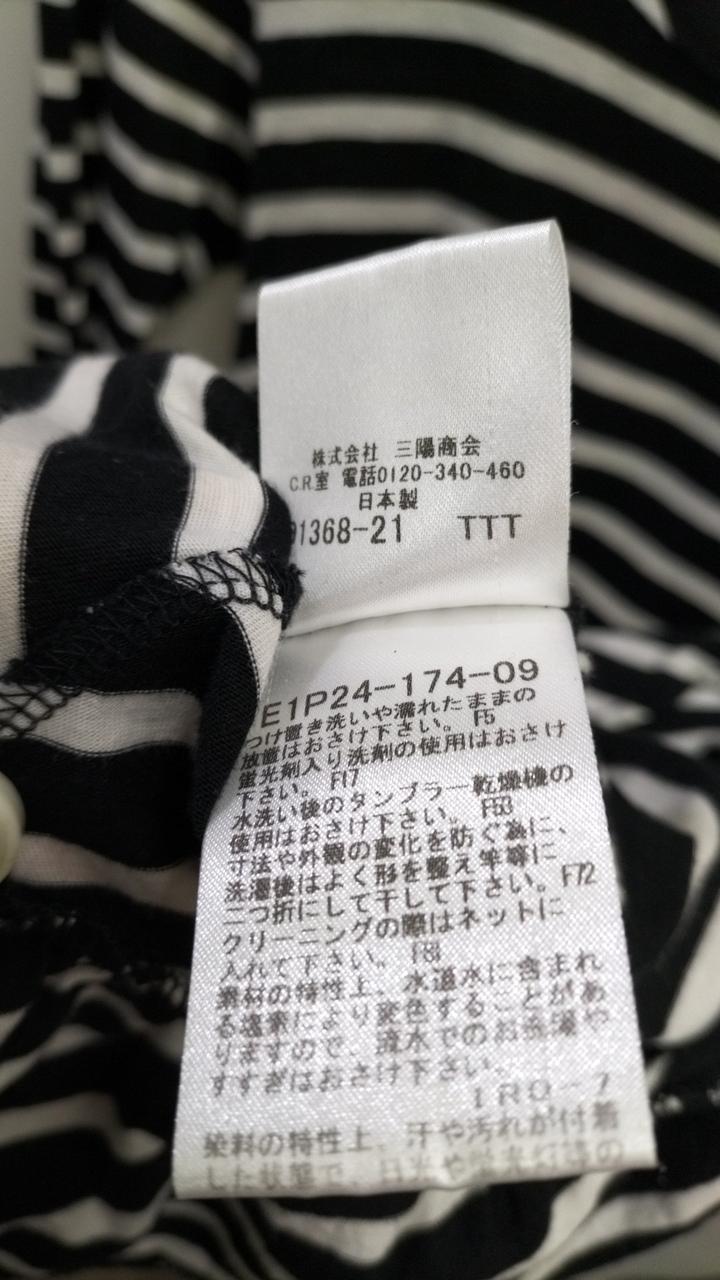 株式会社 三陽商会
C.R.室 電話0120-340-460
日本製
1368-21 TTT
E1P24-174-09
つけ置き洗いや濡れたままの
放置はおさけ下さい。 F5
蛍光剤入り洗剤の使用はおさけ
下さい。 F17
水洗い後のタンブラー乾燥機の
使用はおさけ下さい。 F53
寸法や外観の変化を防ぐ為に、
洗濯後はよく形を整え竿等に
二つ折にして干して下さい。F72
クリーニングの際はネットに
入れて下さい。 F81
素材の特性上、水道水に含まれ
る塩素により変色することがあ
りますので、流水でのお洗濯や
すすぎはおさけ下さい。
染料の特性上、汗や汚れが付着
した状態で、日光や蛍光灯等の